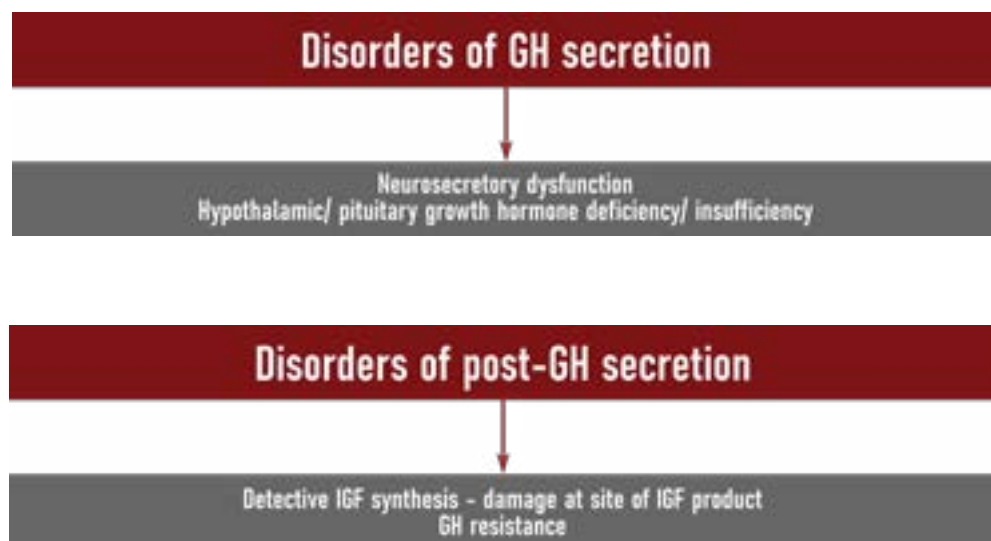 Disorders of GH secretion
Neurosecretory dysfunction
Hypothalamic/ pituitary growth hormone deficiency/ insufficiency
Disorders of post-GH secretion
Detective IGF synthesis - damage at site of IGF product
GH resistance